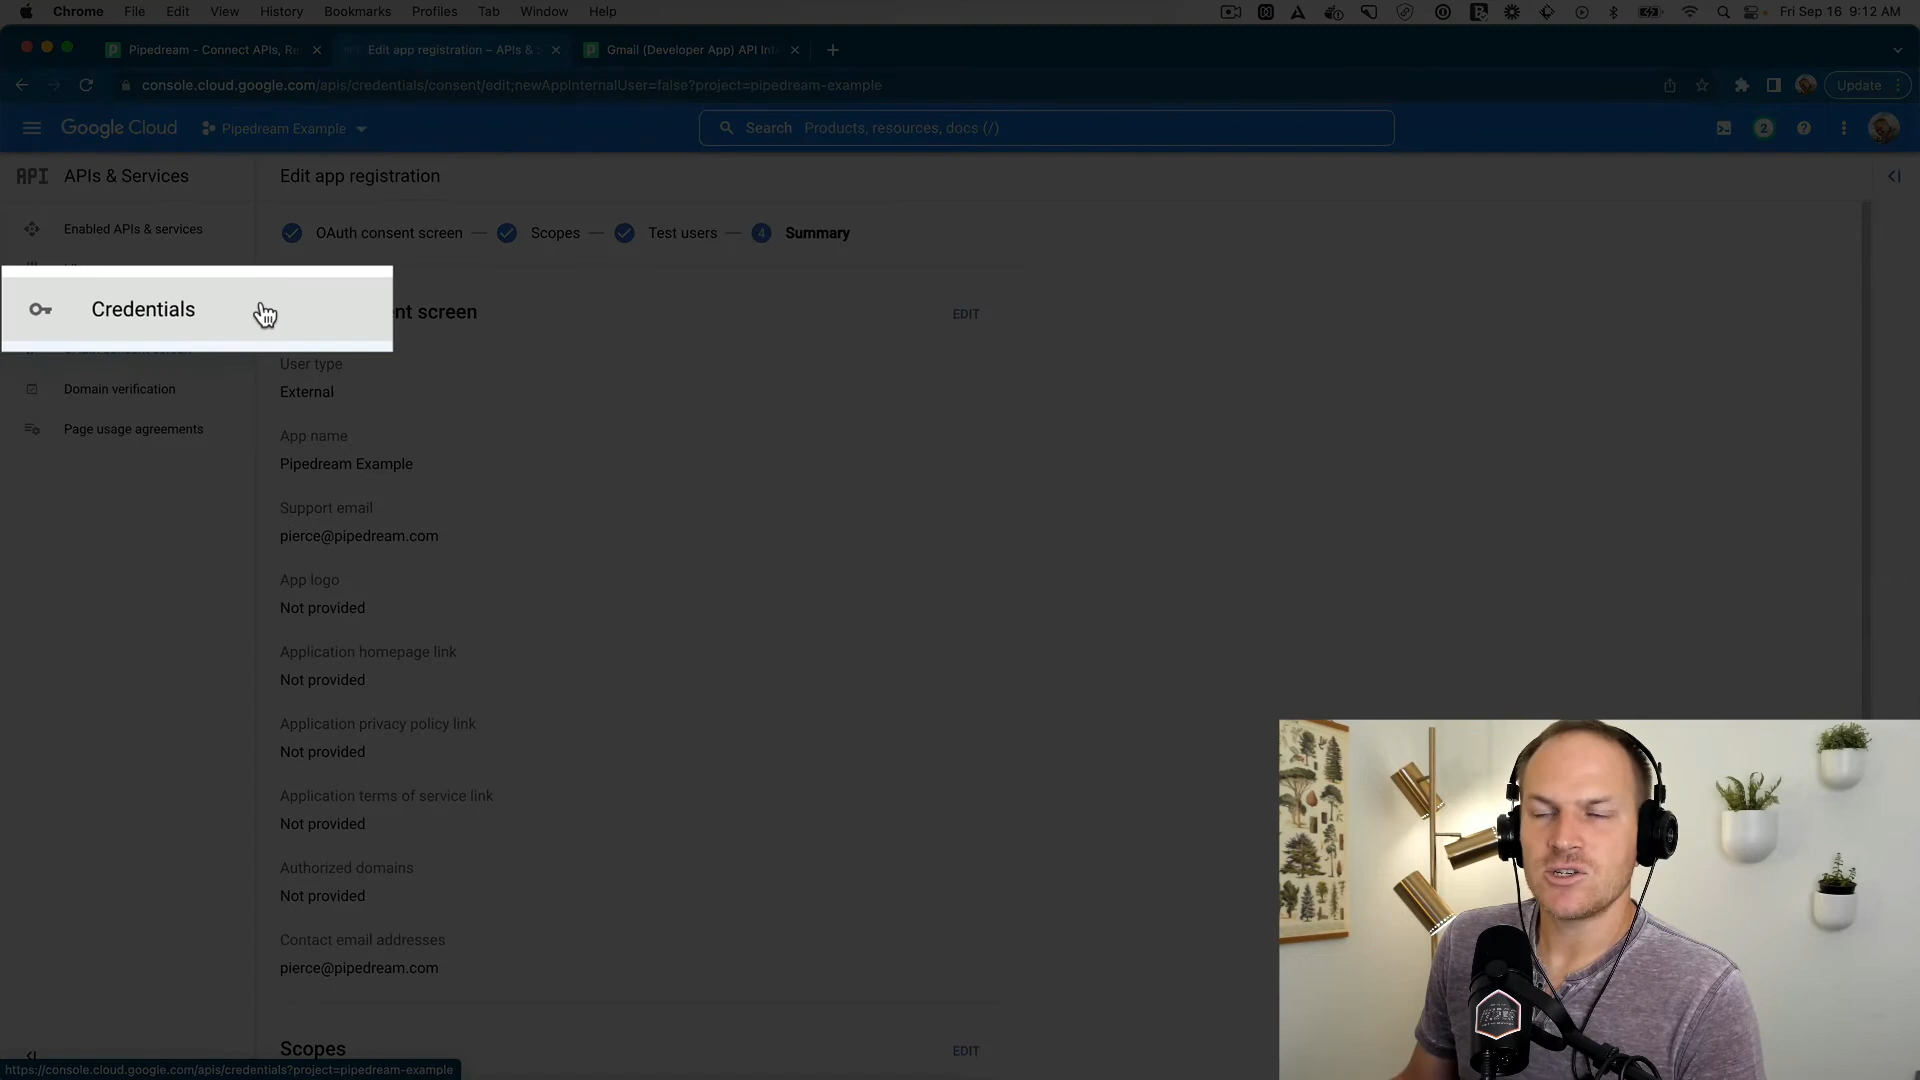 Chrome File Edit View History Bookmarks Profiles Tab Window Help Fri Sep 16 9:12 AM
Pipedream - Connect APIs, Re
Edit app registration – APIs &
Gmail (Developer App) API Int
console.cloud.google.com/apis/credentials/consent/edit;newAppInternalUser=false?project=pipedream-example
Update
Google Cloud
Pipedream Example
Search Products, resources, docs (/)
2
API APIs & Services
Edit app registration
Enabled APIs & services
OAuth consent screen
Scopes
Test users
4 Summary
Credentials
nt screen
EDIT
User type
External
Domain verification
Page usage agreements
App name
Pipedream Example
Support email
pierce@pipedream.com
App logo
Not provided
Application homepage link
Not provided
Application privacy policy link
Not provided
Application terms of service link
Not provided
Authorized domains
Not provided
Contact email addresses
pierce@pipedream.com
Scopes
EDIT
https://console.cloud.google.com/apis/credentials?project=pipedream-example